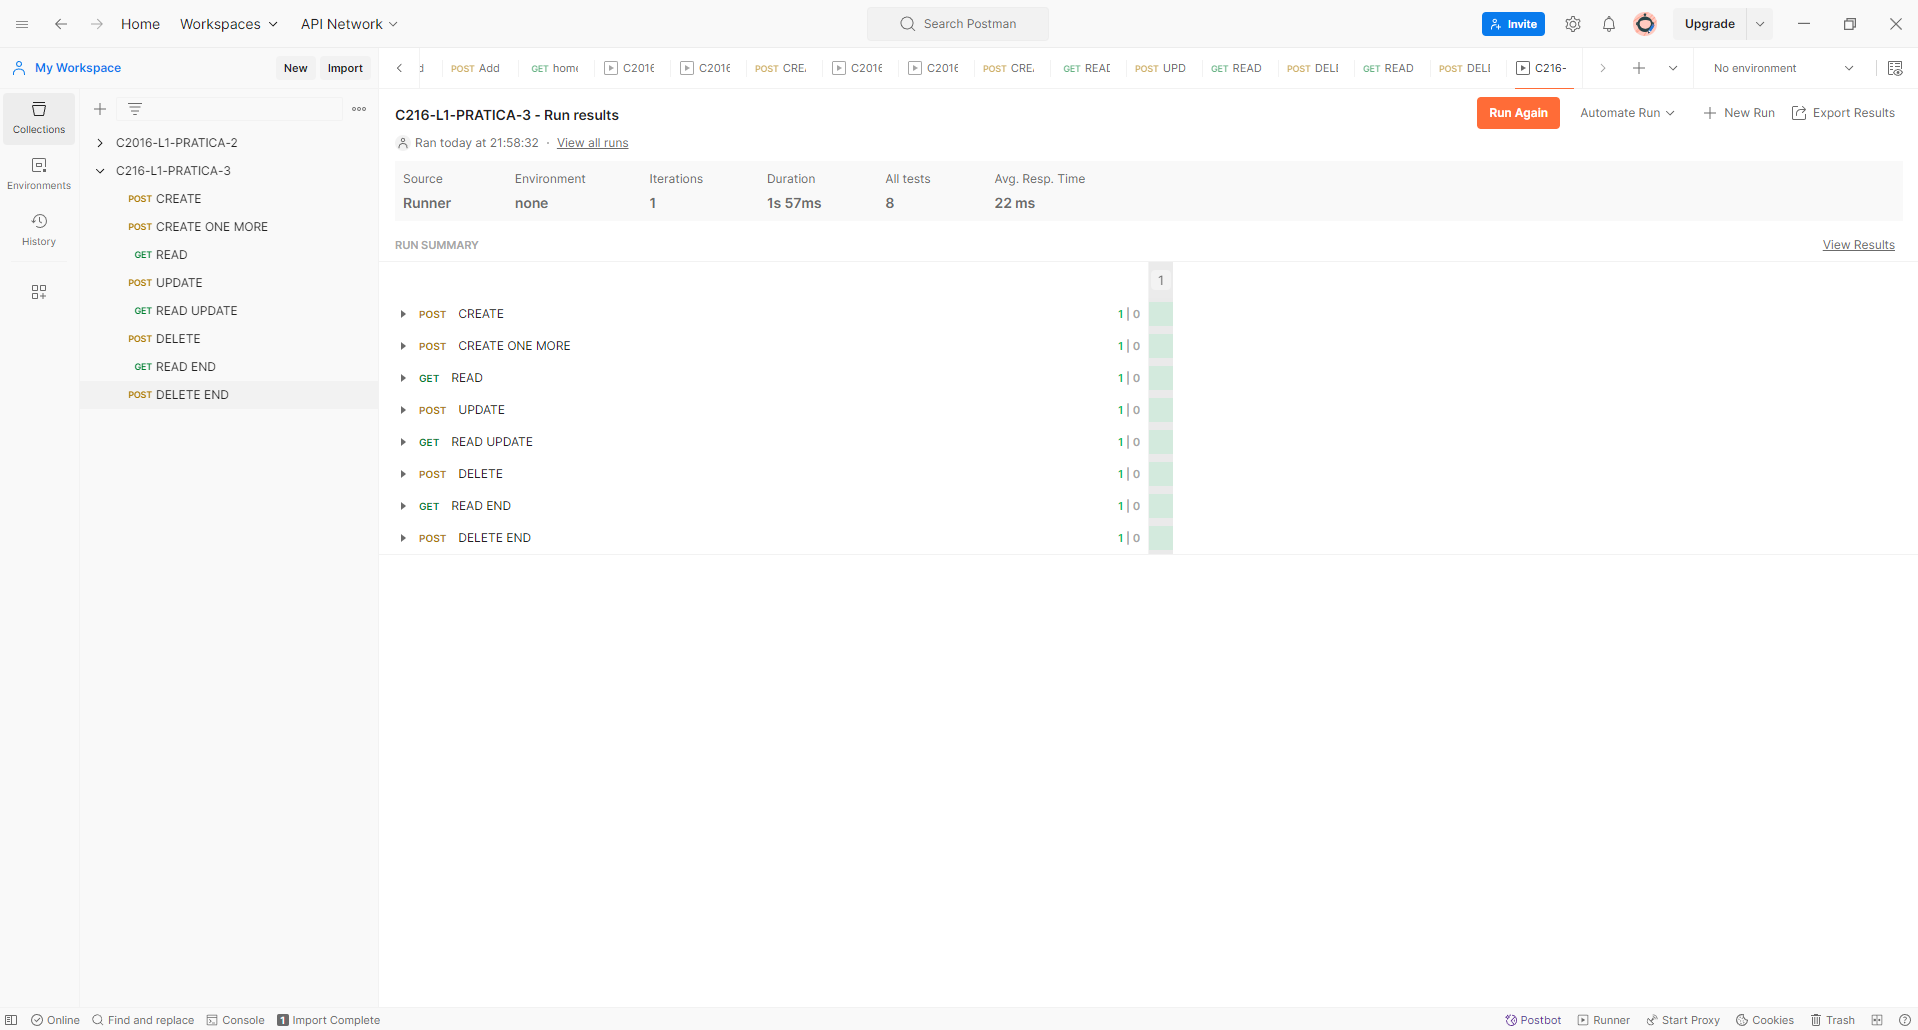 Home Workspaces API Network Search Postman Invite Upgrade
My Workspace New Import d POST Add GET home C2016 C2016 POST CRE C2016 C2016 POST CRE GET READ POST UPD GET READ POST DELE GET READ POST DELE C216- No environment
Collections
Environments
History
C2016-L1-PRATICA-2
C216-L1-PRATICA-3
POST CREATE
POST CREATE ONE MORE
GET READ
POST UPDATE
GET READ UPDATE
POST DELETE
GET READ END
POST DELETE END
C216-L1-PRATICA-3 - Run results Run Again Automate Run New Run Export Results
Ran today at 21:58:32 · View all runs
Source Environment Iterations Duration All tests Avg. Resp. Time
Runner none 1 1s 57ms 8 22 ms
RUN SUMMARY View Results
1
POST CREATE 1 | 0
POST CREATE ONE MORE 1 | 0
GET READ 1 | 0
POST UPDATE 1 | 0
GET READ UPDATE 1 | 0
POST DELETE 1 | 0
GET READ END 1 | 0
POST DELETE END 1 | 0
Online Find and replace Console 1 Import Complete Postbot Runner Start Proxy Cookies Trash